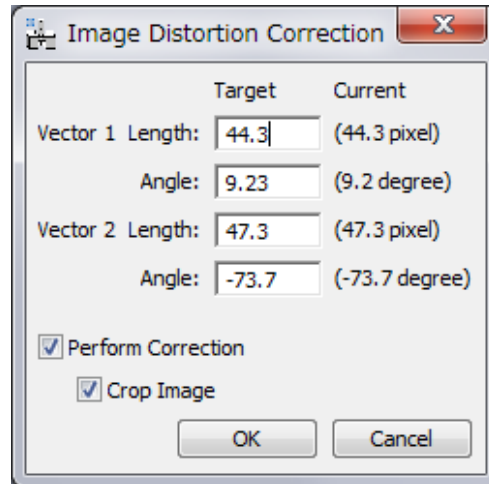 Image Distortion Correction
Target Current
Vector 1 Length: 44.3 (44.3 pixel)
Angle: 9.23 (9.2 degree)
Vector 2 Length: 47.3 (47.3 pixel)
Angle: -73.7 (-73.7 degree)
Perform Correction
Crop Image
OK Cancel